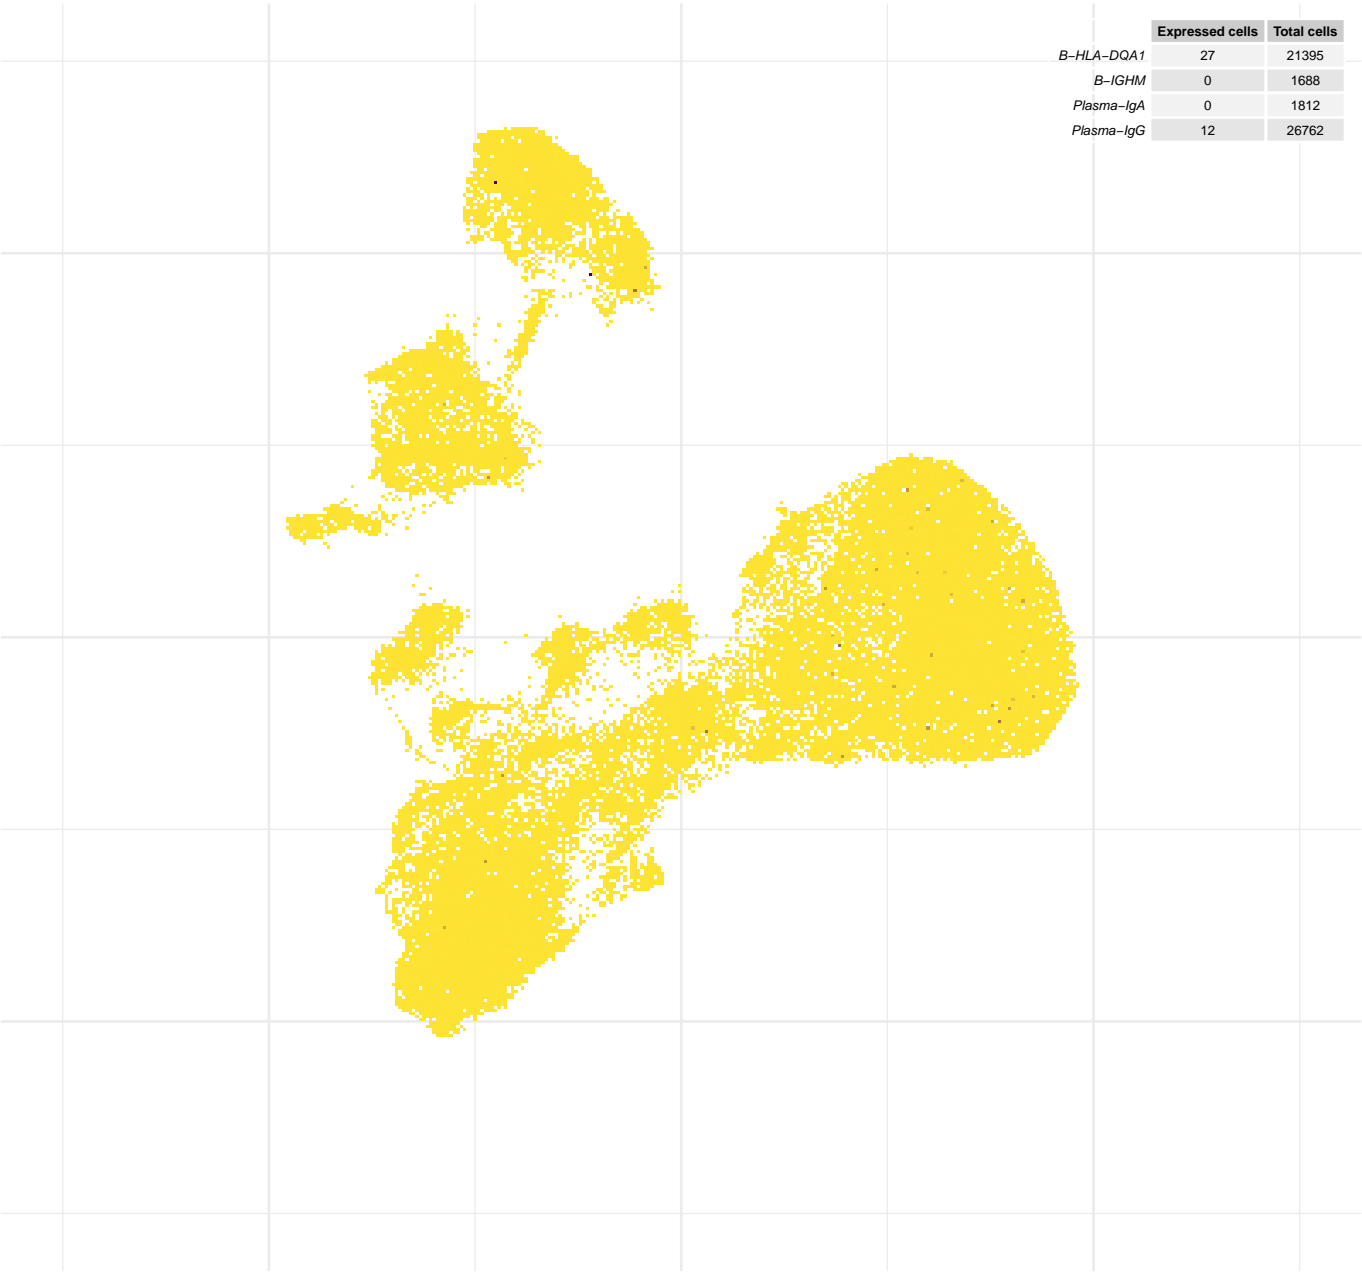 Expressed cells Total cells
B−HLA−DQA1 27 21395
B−IGHM 0 1688
Plasma−IgA 0 1812
Plasma−IgG 12 26762